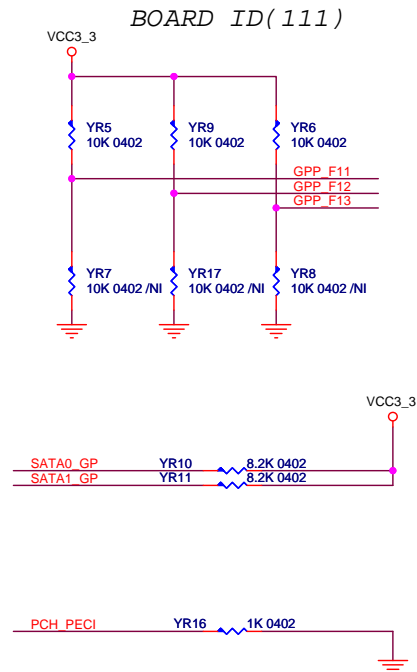 BOARD ID(111)
VCC3_3
YR5
10K 0402
YR9
10K 0402
YR6
10K 0402
GPP_F11
GPP_F12
GPP_F13
YR7
10K 0402 /NI
YR17
10K 0402 /NI
YR8
10K 0402 /NI
VCC3_3
SATA0_GP YR10 8.2K 0402
SATA1_GP YR11 8.2K 0402
PCH_PECI YR16 1K 0402